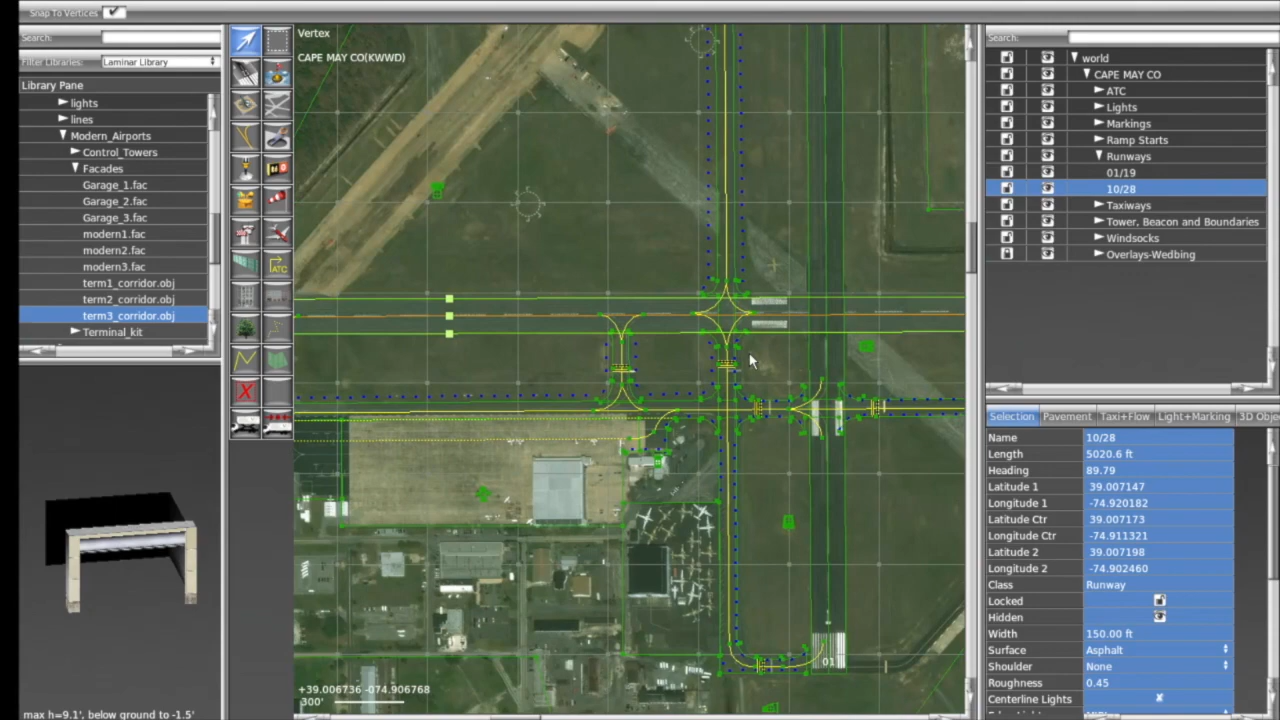 Snap To Vertices
Search:
Filter Libraries: Laminar Library
Library Pane
lights
lines
Modern_Airports
Control_Towers
Facades
Garage_1.fac
Garage_2.fac
Garage_3.fac
modern1.fac
modern2.fac
modern3.fac
term1_corridor.obj
term2_corridor.obj
term3_corridor.obj
Terminal_kit
max h=9.1', below ground to -1.5'
ATC
Vertex
CAPE MAY CO(KWWD)
01
+39.006736 -074.906768
300'
Search:
world
CAPE MAY CO
ATC
Lights
Markings
Ramp Starts
Runways
01/19
10/28
Taxiways
Tower, Beacon and Boundaries
Windsocks
Overlays-Wedbing
Selection Pavement Taxi+Flow Light+Marking 3D Obje
Name 10/28
Length 5020.6 ft
Heading 89.79
Latitude 1 39.007147
Longitude 1 -74.920182
Latitude Ctr 39.007173
Longitude Ctr -74.911321
Latitude 2 39.007198
Longitude 2 -74.902460
Class Runway
Locked
Hidden
Width 150.00 ft
Surface Asphalt
Shoulder None
Roughness 0.45
Centerline Lights